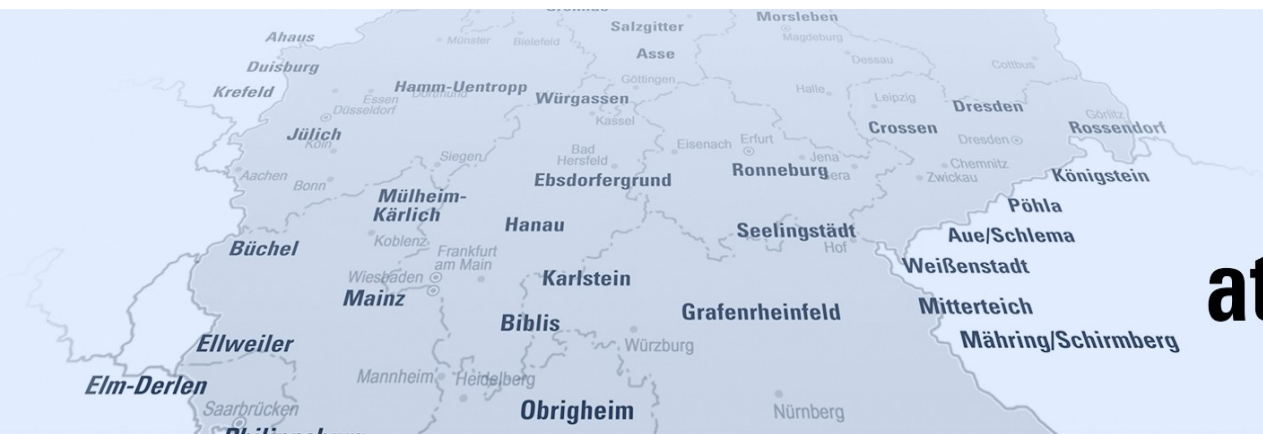 Salzgitter
Morsleben
Ahaus
Münster
Bielefeld
Magdeburg
Asse
Duisburg
Dessau
Cottbus
Göttingen
Krefeld
Hamm-Uentropp
Essen
Dortmund
Würgassen
Halle
Leipzig
Düsseldorf
Dresden
Kassel
Görlitz
Jülich
Köln
Crossen
Rossendorf
Eisenach
Erfurt
Dresden
Bad
Hersfeld
Siegen
Jena
Chemnitz
Aachen
Bonn
Ebsdorfergrund
Ronneburg
Gera
Zwickau
Königstein
Mülheim-
Kärlich
Pöhla
Hanau
Seelingstädt
Aue/Schlema
Büchel
Koblenz
Hof
Frankfurt
am Main
Weißenstadt
Wiesbaden
Karlstein
Mainz
Mitterteich
Grafenrheinfeld
Biblis
Ellweiler
Würzburg
Mähring/Schirmberg
Mannheim
Heidelberg
Elm-Derlen
Saarbrücken
Obrigheim
Nürnberg
Philippsburg
at